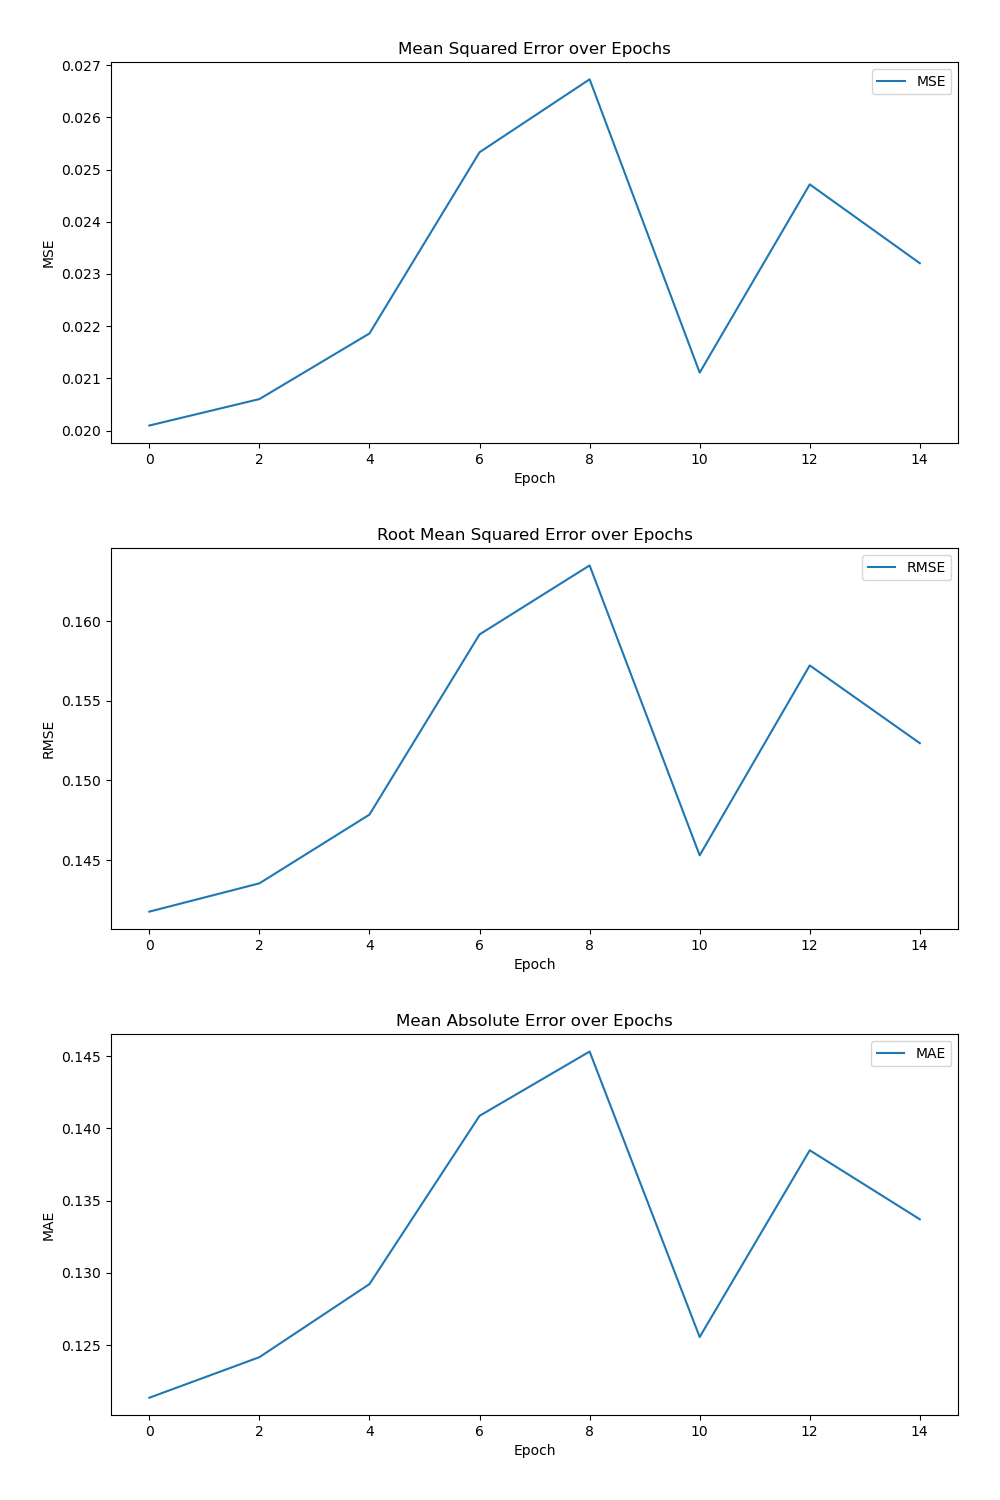 Mean Squared Error over Epochs
MSE
0.027
0.026
0.025
0.024
0.023
0.022
0.021
0.020
MSE
0 2 4 6 8 10 12 14
Epoch
Root Mean Squared Error over Epochs
RMSE
0.160
0.155
0.150
0.145
RMSE
0 2 4 6 8 10 12 14
Epoch
Mean Absolute Error over Epochs
MAE
0.145
0.140
0.135
0.130
0.125
MAE
0 2 4 6 8 10 12 14
Epoch